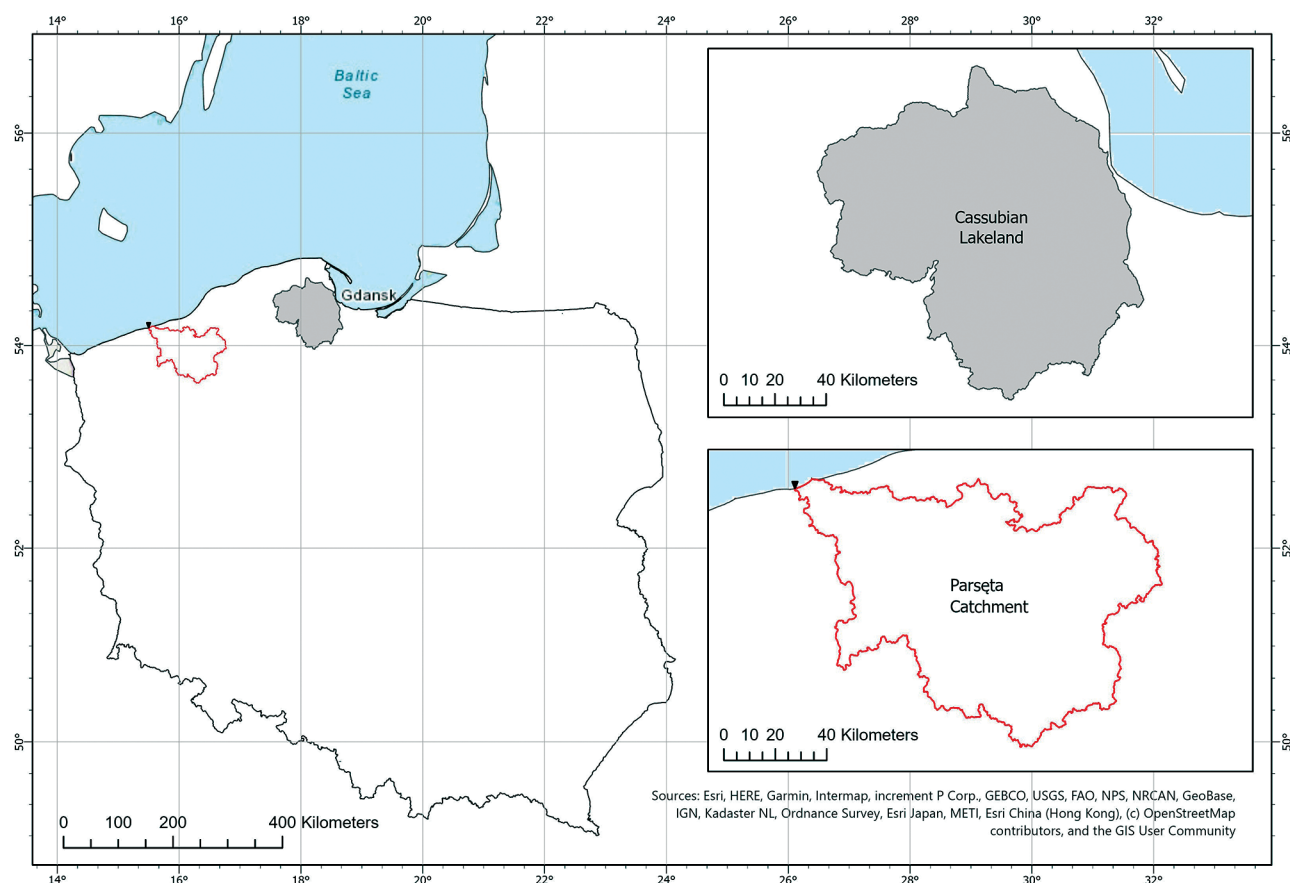 14° 16° 18° 20° 22° 24° 26° 28° 30° 32°
56°
54°
52°
50°
Baltic
Sea
Gdansk
0 100 200 400 Kilometers
Cassubian
Lakeland
0 10 20 40 Kilometers
Parsęta
Catchment
0 10 20 40 Kilometers
56°
54°
52°
50°
Sources: Esri, HERE, Garmin, Intermap, increment P Corp., GEBCO, USGS, FAO, NPS, NRCAN, GeoBase,
IGN, Kadaster NL, Ordnance Survey, Esri Japan, METI, Esri China (Hong Kong), (c) OpenStreetMap
contributors, and the GIS User Community
14° 16° 18° 20° 22° 24° 26° 28° 30° 32°